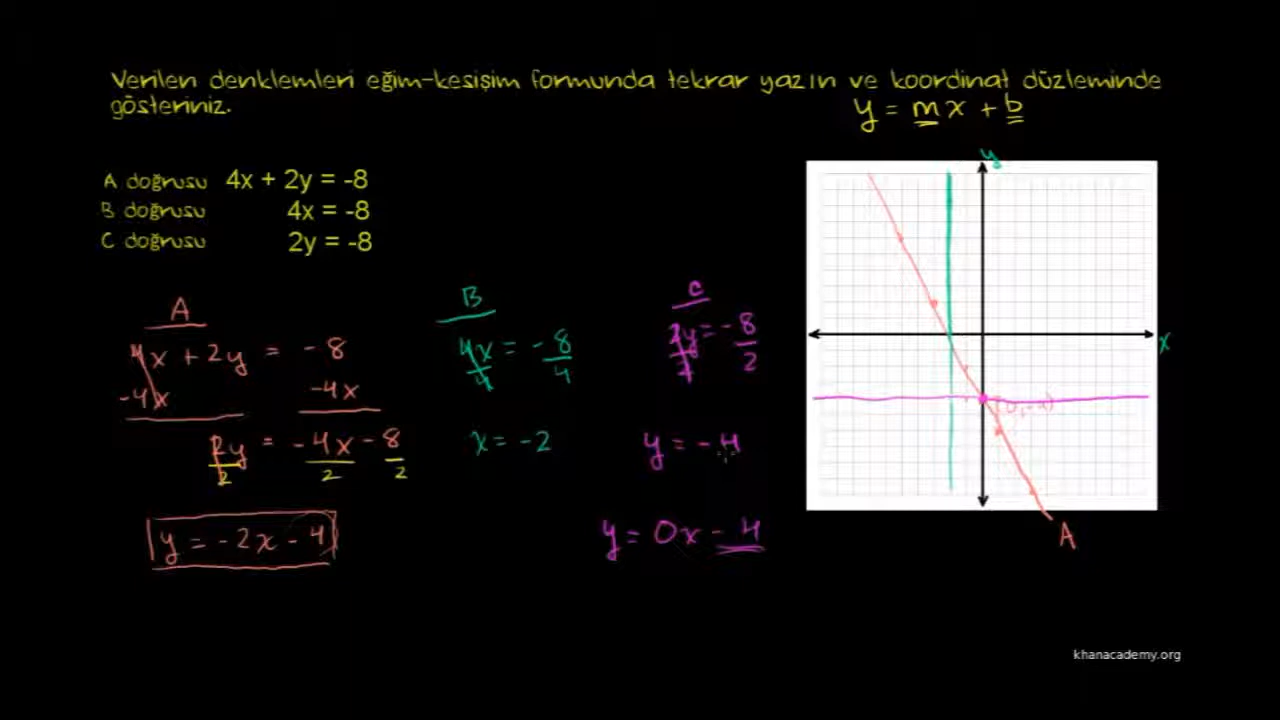 Verilen denklemleri eğim-kesişim formunda tekrar yazın ve koordinat düzleminde
gösteriniz.
y = mx + b
A doğrusu 4x + 2y = -8
B doğrusu 4x = -8
C doğrusu 2y = -8
A
4x + 2y = -8
-4x -4x
2y = -4x - 8
2 2 2
y = -2x - 4
B
4x = -8
4 4
x = -2
C
2y = -8
2 2
y = -4
y = 0x - 4
y
x
(0,-4)
A
khanacademy.org